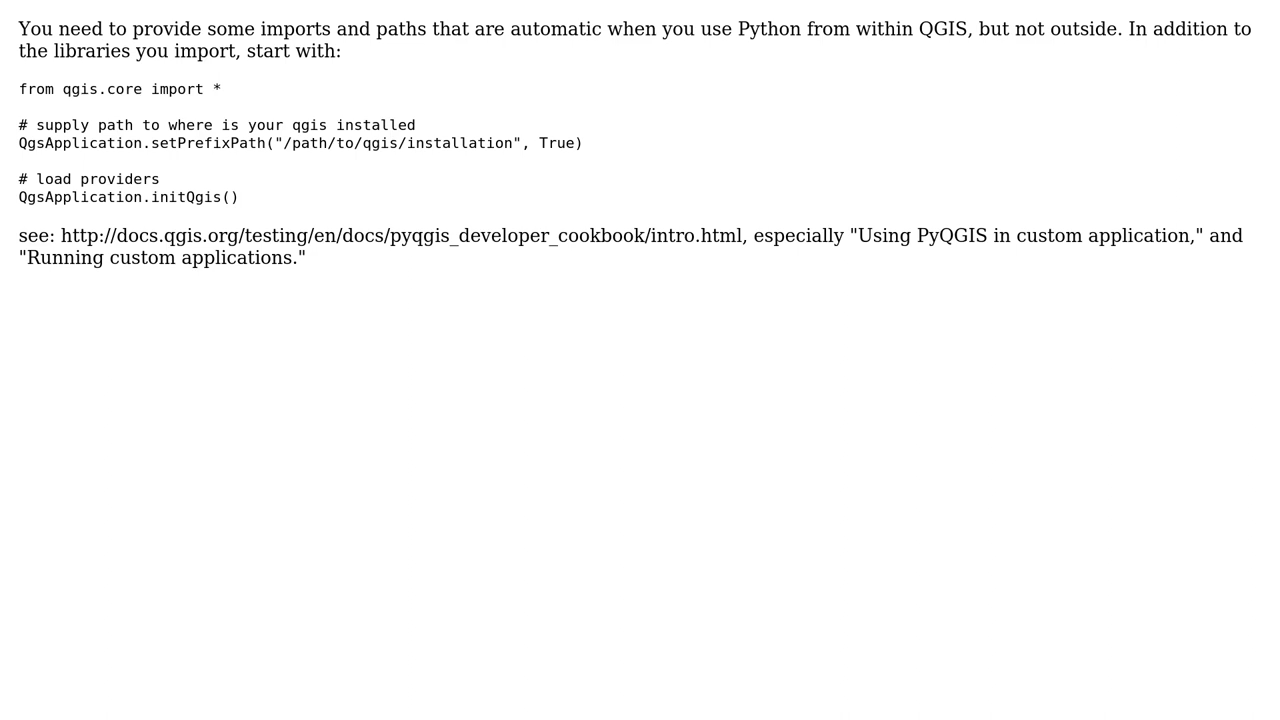 You need to provide some imports and paths that are automatic when you use Python from within QGIS, but not outside. In addition to
the libraries you import, start with:
from qgis.core import *
# supply path to where is your qgis installed
QgsApplication.setPrefixPath("/path/to/qgis/installation", True)
# load providers
QgsApplication.initQgis()
see: http://docs.qgis.org/testing/en/docs/pyqgis_developer_cookbook/intro.html, especially "Using PyQGIS in custom application," and
"Running custom applications."